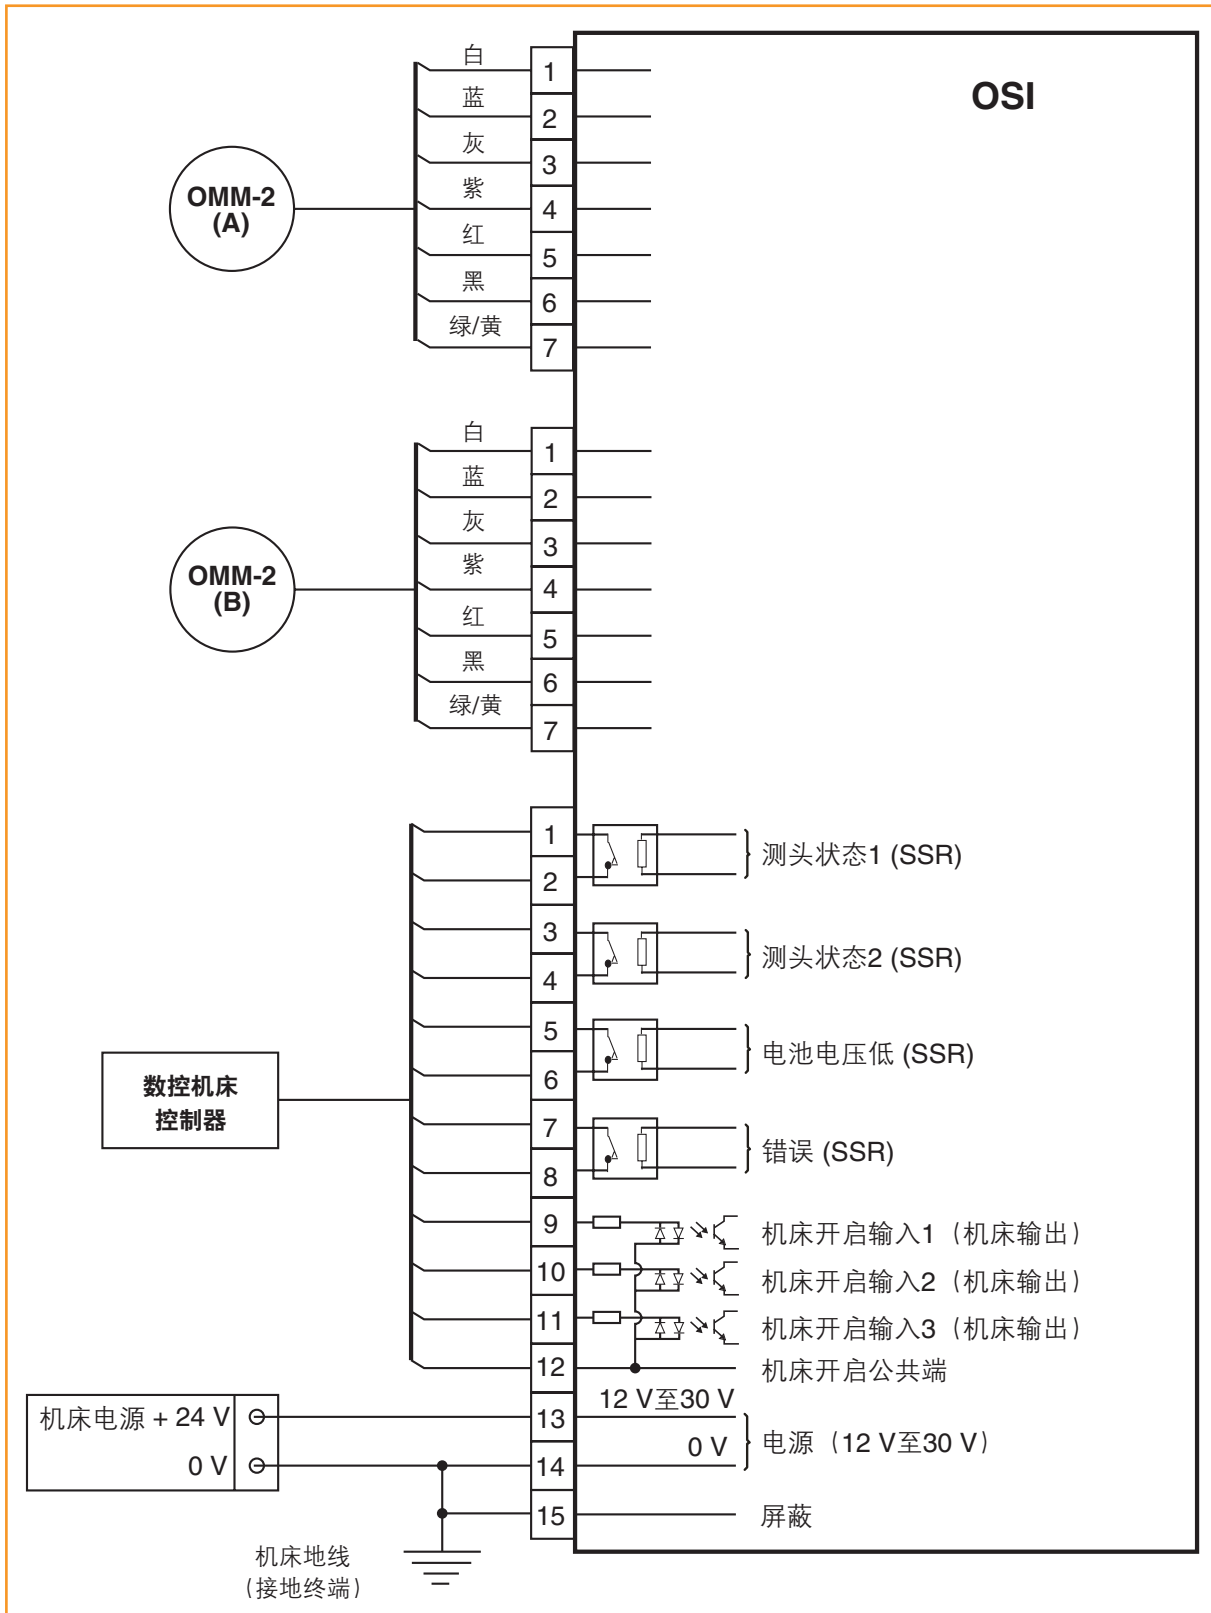 OSI
白
1
蓝
2
灰
3
紫
4
红
5
黑
6
绿/黄
7
OMM-2
(A)
白
1
蓝
2
灰
3
紫
4
红
5
黑
6
绿/黄
7
OMM-2
(B)
1
2
测头状态1 (SSR)
3
4
测头状态2 (SSR)
5
6
电池电压低 (SSR)
7
8
错误 (SSR)
数控机床
控制器
9
机床开启输入1（机床输出）
10
机床开启输入2（机床输出）
11
机床开启输入3（机床输出）
12
机床开启公共端
机床电源 + 24 V
13
12 V至30 V
0 V
14
0 V
电源（12 V至30 V）
15
屏蔽
机床地线
（接地终端）